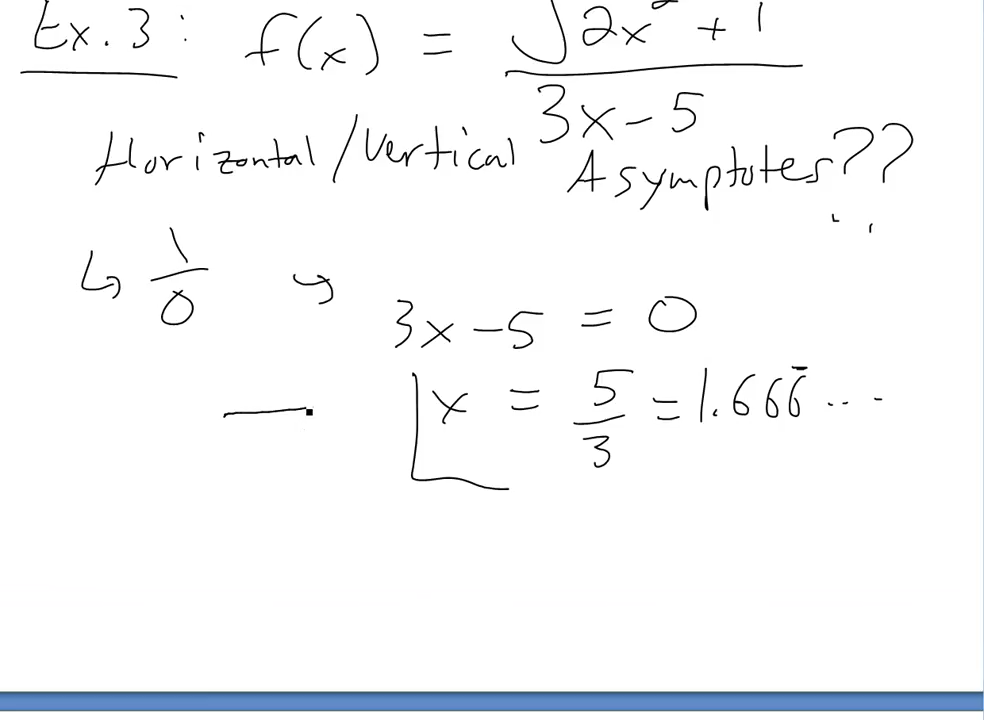 Ex. 3 : f(x) = √2x² + 1
3x - 5
Horizontal/Vertical Asymptotes??
↳ 1/0 ↪ 3x - 5 = 0
x = 5/3 = 1.666̄ ...